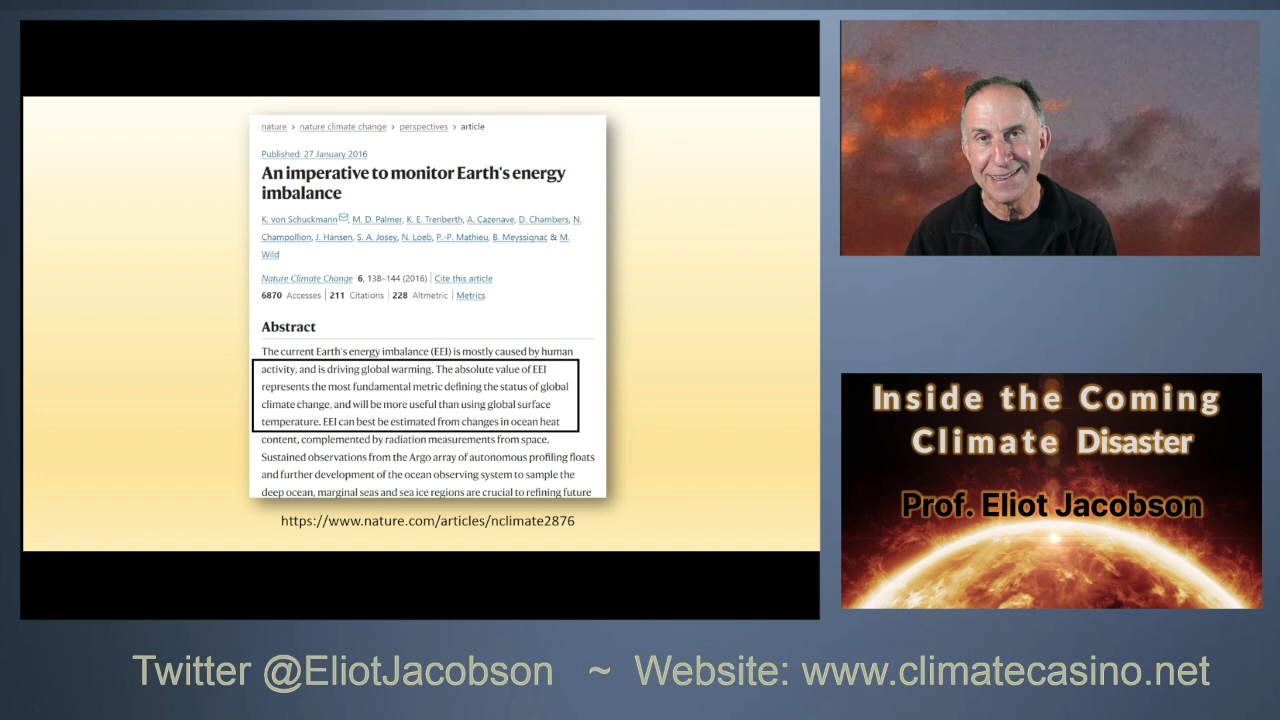 nature > nature climate change > perspectives > article
Published: 27 January 2016
An imperative to monitor Earth's energy
imbalance
K. von Schuckmann, M. D. Palmer, K. E. Trenberth, A. Cazenave, D. Chambers, N.
Champollion, J. Hansen, S. A. Josey, N. Loeb, P.-P. Mathieu, B. Meyssignac & M.
Wild
Nature Climate Change 6, 138–144 (2016) | Cite this article
6870 Accesses | 211 Citations | 228 Altmetric | Metrics
Abstract
The current Earth's energy imbalance (EEI) is mostly caused by human
activity, and is driving global warming. The absolute value of EEI
represents the most fundamental metric defining the status of global
climate change, and will be more useful than using global surface
temperature. EEI can best be estimated from changes in ocean heat
content, complemented by radiation measurements from space.
Sustained observations from the Argo array of autonomous profiling floats
and further development of the ocean observing system to sample the
deep ocean, marginal seas and sea ice regions are crucial to refining future
https://www.nature.com/articles/nclimate2876
Inside the Coming
Climate Disaster
Prof. Eliot Jacobson
Twitter @EliotJacobson ~ Website: www.climatecasino.net